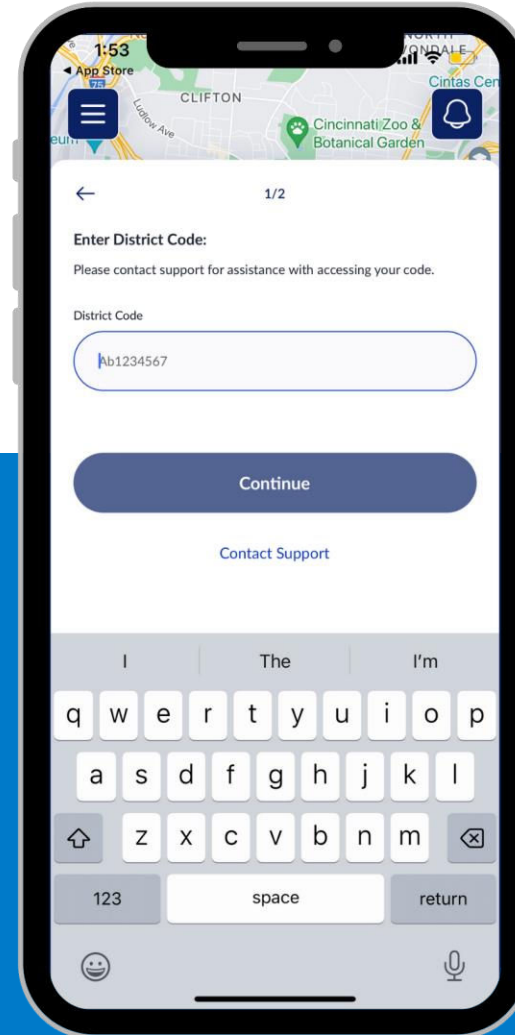 1:53
App Store
75
CLIFTON
Ludlow Ave
Cintas Cen
Cincinnati Zoo &
Botanical Garden
1/2
Enter District Code:
Please contact support for assistance with accessing your code.
District Code
Ab1234567
Continue
Contact Support
I The I'm
q w e r t y u i o p
a s d f g h j k l
z x c v b n m
123 space return